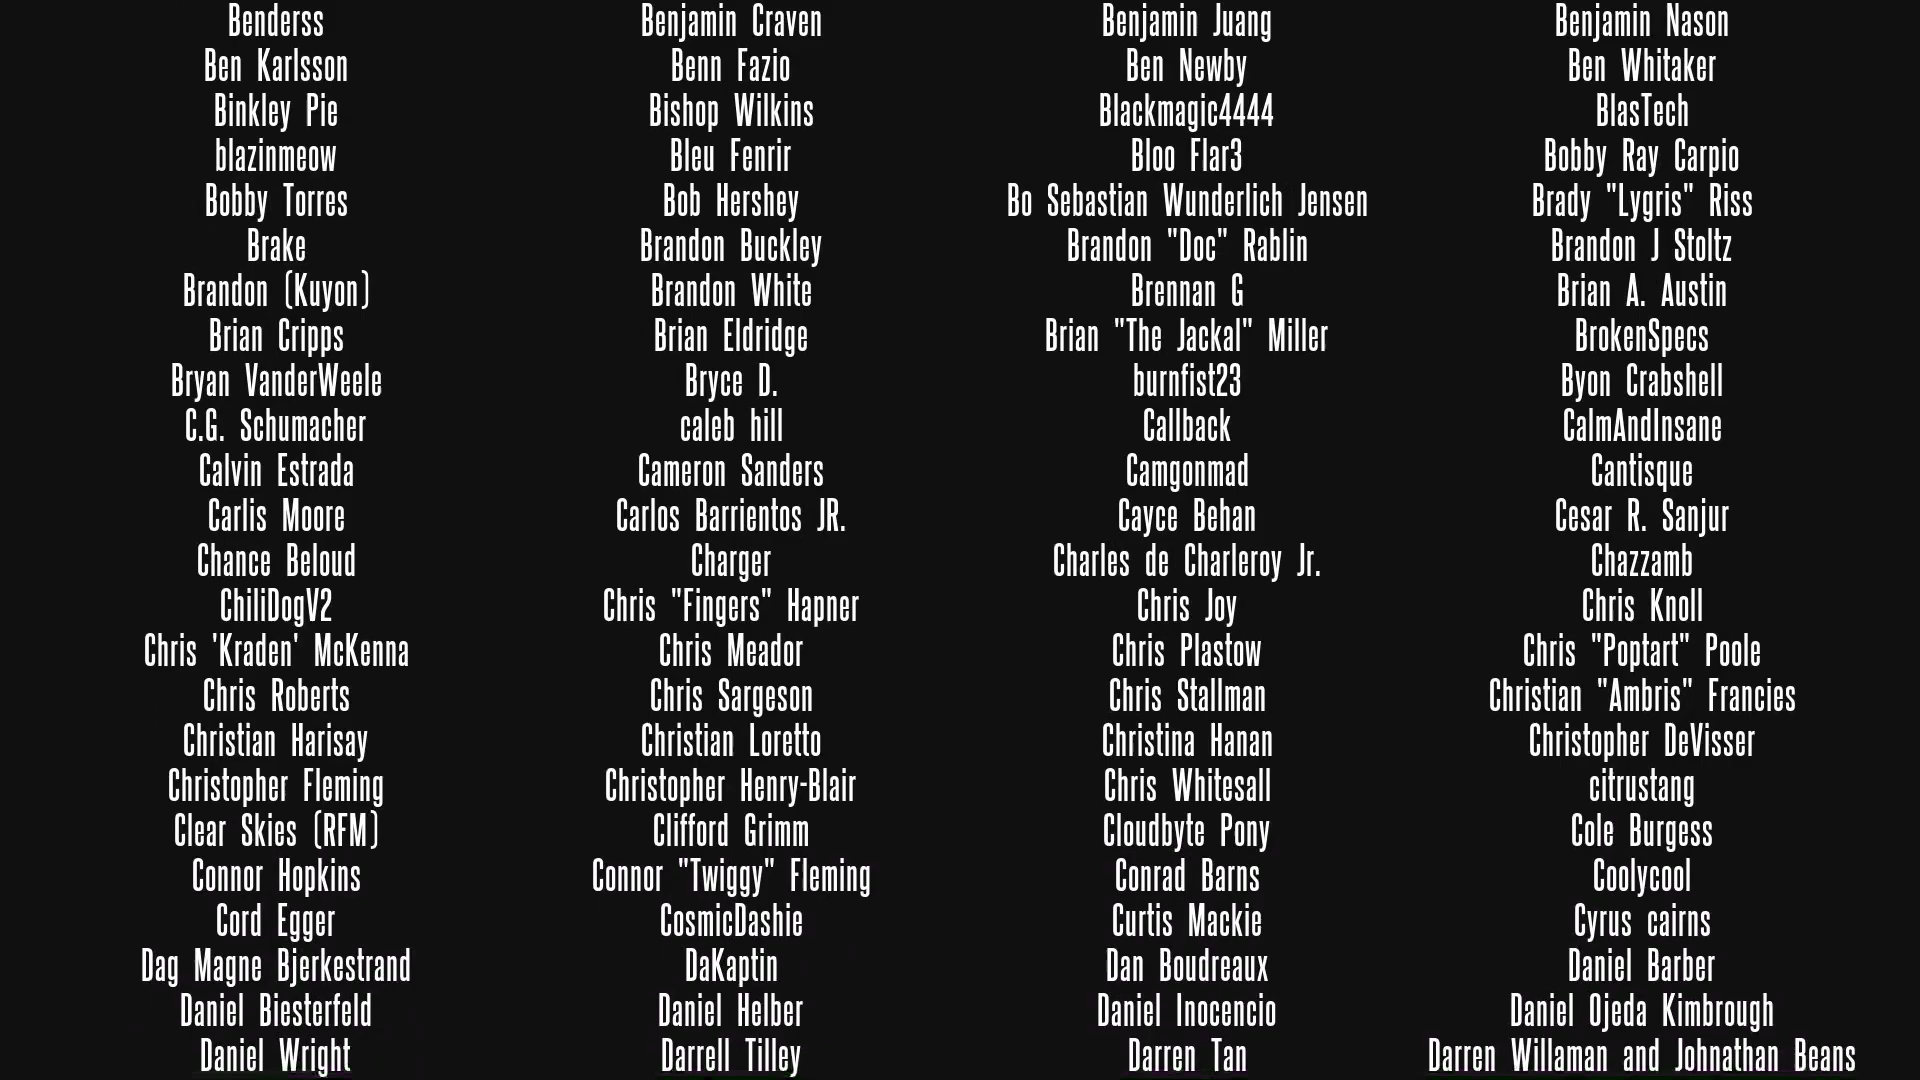 Benderss Benjamin Craven Benjamin Juang Benjamin Nason
Ben Karlsson Benn Fazio Ben Newby Ben Whitaker
Binkley Pie Bishop Wilkins Blackmagic4444 BlasTech
blazinmeow Bleu Fenrir Bloo Flar3 Bobby Ray Carpio
Bobby Torres Bob Hershey Bo Sebastian Wunderlich Jensen Brady "Lygris" Riss
Brake Brandon Buckley Brandon "Doc" Rablin Brandon J Stoltz
Brandon (Kuyon) Brandon White Brennan G Brian A. Austin
Brian Cripps Brian Eldridge Brian "The Jackal" Miller BrokenSpecs
Bryan VanderWeele Bryce D. burnfist23 Byon Crabshell
C.G. Schumacher caleb hill Callback CalmAndInsane
Calvin Estrada Cameron Sanders Camgonmad Cantisque
Carlis Moore Carlos Barrientos JR. Cayce Behan Cesar R. Sanjur
Chance Beloud Charger Charles de Charleroy Jr. Chazzamb
ChiliDogV2 Chris "Fingers" Hapner Chris Joy Chris Knoll
Chris 'Kraden' McKenna Chris Meador Chris Plastow Chris "Poptart" Poole
Chris Roberts Chris Sargeson Chris Stallman Christian "Ambris" Francies
Christian Harisay Christian Loretto Christina Hanan Christopher DeVisser
Christopher Fleming Christopher Henry-Blair Chris Whitesall citrustang
Clear Skies (RFM) Clifford Grimm Cloudbyte Pony Cole Burgess
Connor Hopkins Connor "Twiggy" Fleming Conrad Barns Coolycool
Cord Egger CosmicDashie Curtis Mackie Cyrus cairns
Dag Magne Bjerkestrand DaKaptin Dan Boudreaux Daniel Barber
Daniel Biesterfeld Daniel Helber Daniel Inocencio Daniel Ojeda Kimbrough
Daniel Wright Darrell Tilley Darren Tan Darren Willaman and Johnathan Beans